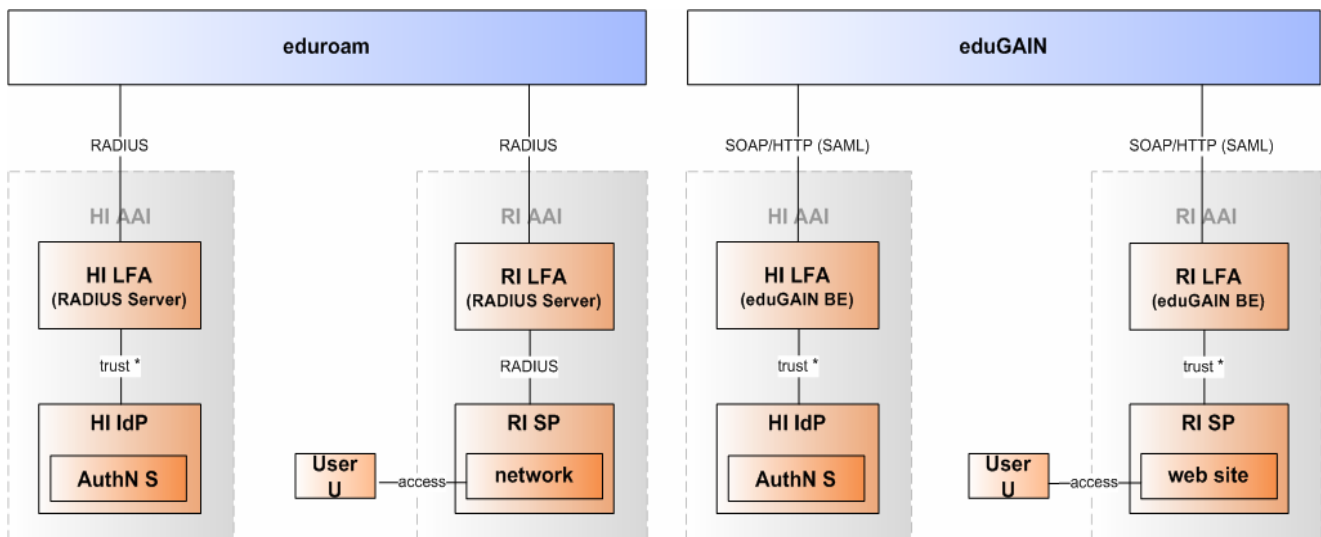 eduroam
eduGAIN
RADIUS
RADIUS
SOAP/HTTP (SAML)
SOAP/HTTP (SAML)
HI AAI
RI AAI
HI AAI
RI AAI
HI LFA
(RADIUS Server)
RI LFA
(RADIUS Server)
HI LFA
(eduGAIN BE)
RI LFA
(eduGAIN BE)
trust *
RADIUS
trust *
trust *
HI IdP
AuthN S
User
U
access
RI SP
network
HI IdP
AuthN S
User
U
access
RI SP
web site